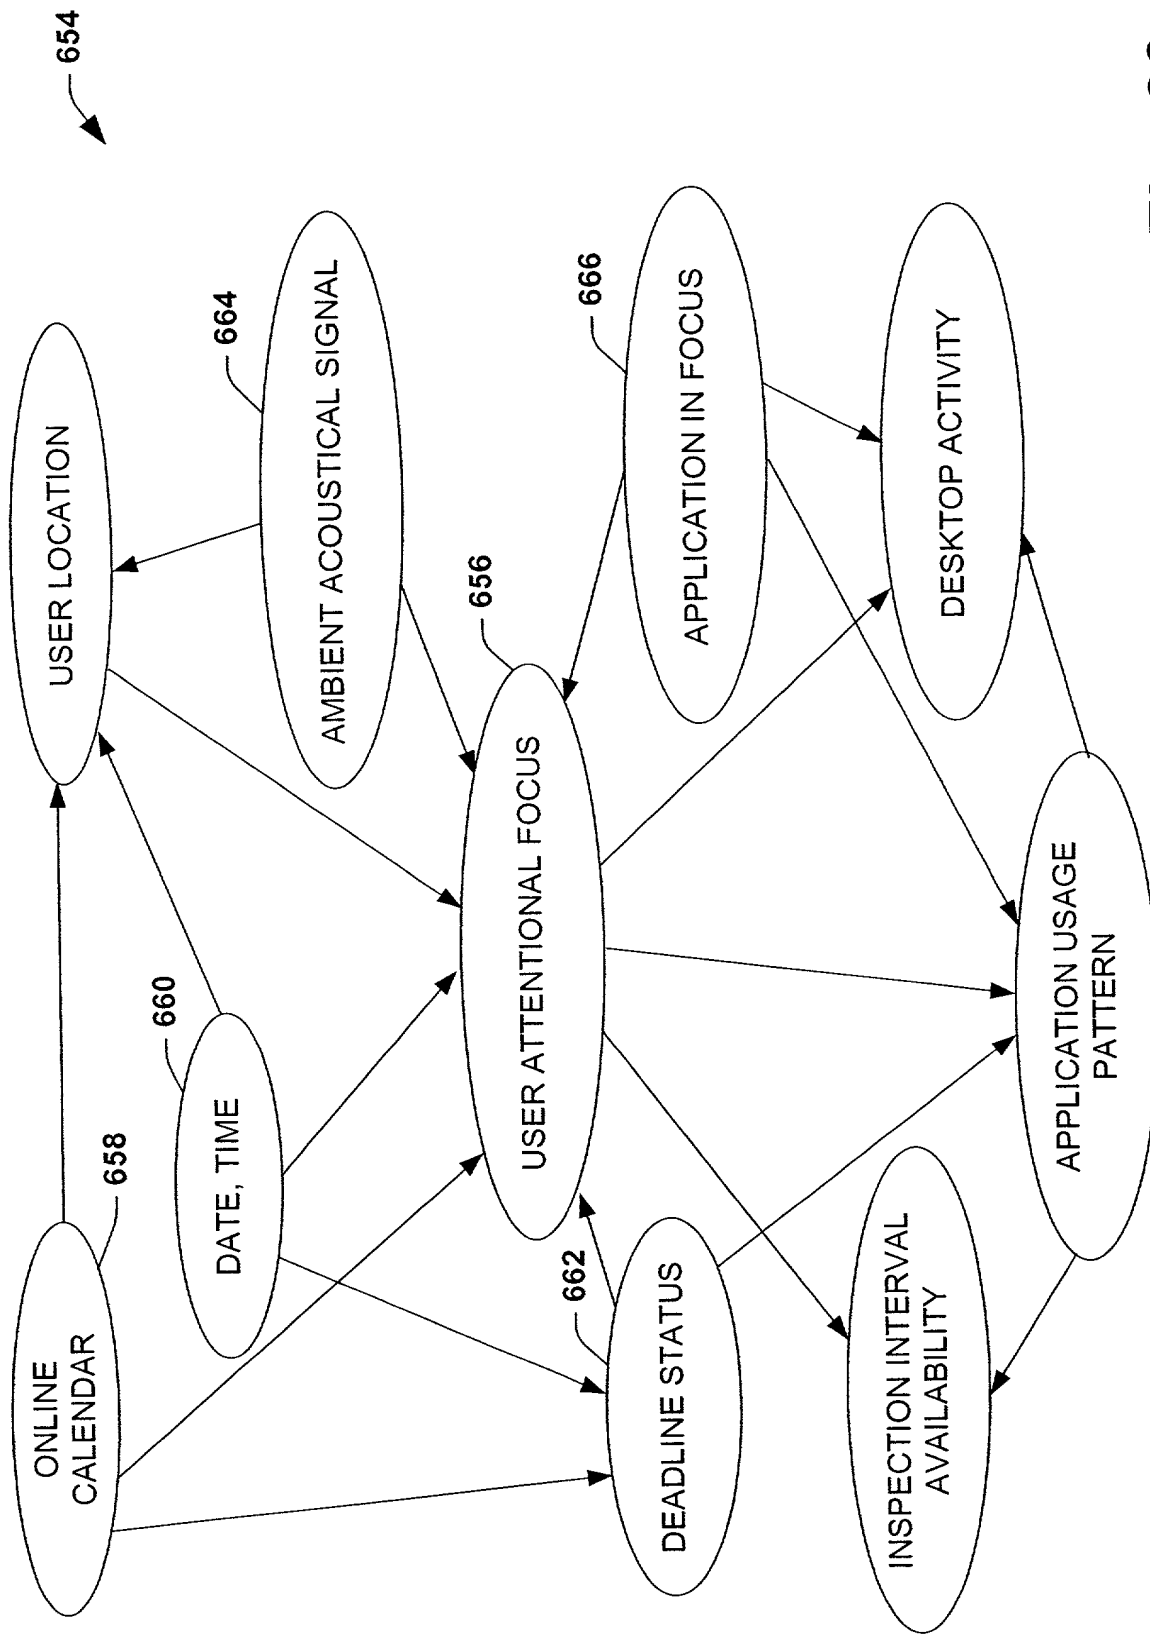 654
ONLINE
CALENDAR
658
USER LOCATION
DATE, TIME
660
AMBIENT ACOUSTICAL SIGNAL
664
USER ATTENTIONAL FOCUS
656
DEADLINE STATUS
662
APPLICATION IN FOCUS
666
INSPECTION INTERVAL
AVAILABILITY
DESKTOP ACTIVITY
APPLICATION USAGE
PATTERN